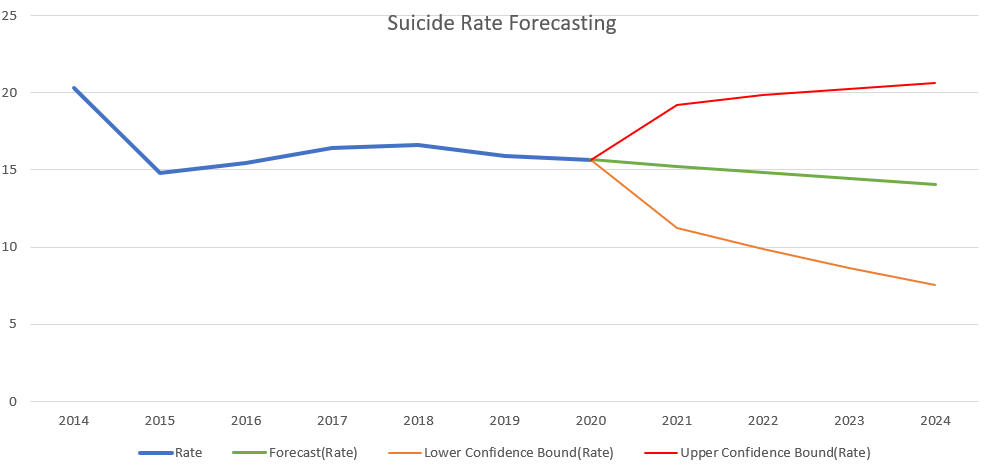 Suicide Rate Forecasting
25
20
15
10
5
0
2014 2015 2016 2017 2018 2019 2020 2021 2022 2023 2024
Rate Forecast(Rate) Lower Confidence Bound(Rate) Upper Confidence Bound(Rate)